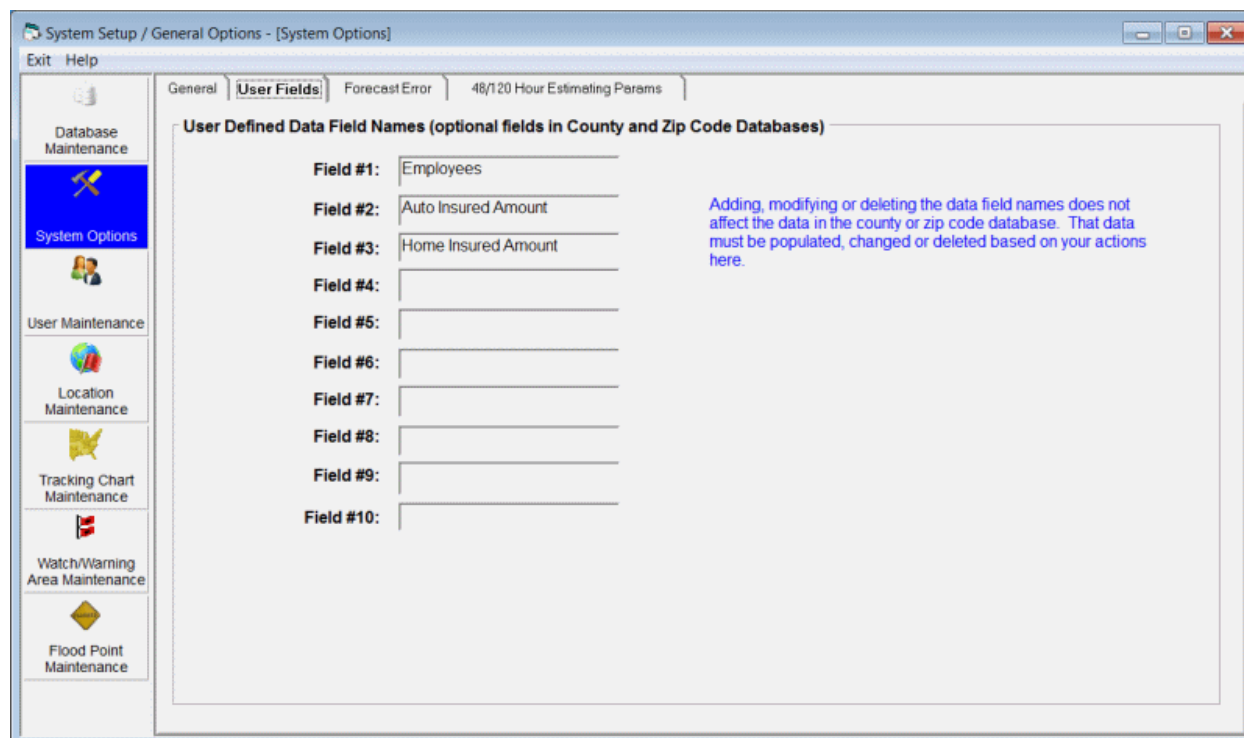 System Setup / General Options - [System Options]
Exit Help
Database
Maintenance
System Options
User Maintenance
Location
Maintenance
Tracking Chart
Maintenance
Watch/Warning
Area Maintenance
Flood Point
Maintenance
General User Fields Forecast Error 48/120 Hour Estimating Params
User Defined Data Field Names (optional fields in County and Zip Code Databases)
Field #1: Employees
Field #2: Auto Insured Amount
Field #3: Home Insured Amount
Field #4:
Field #5:
Field #6:
Field #7:
Field #8:
Field #9:
Field #10:
Adding, modifying or deleting the data field names does not
affect the data in the county or zip code database. That data
must be populated, changed or deleted based on your actions
here.